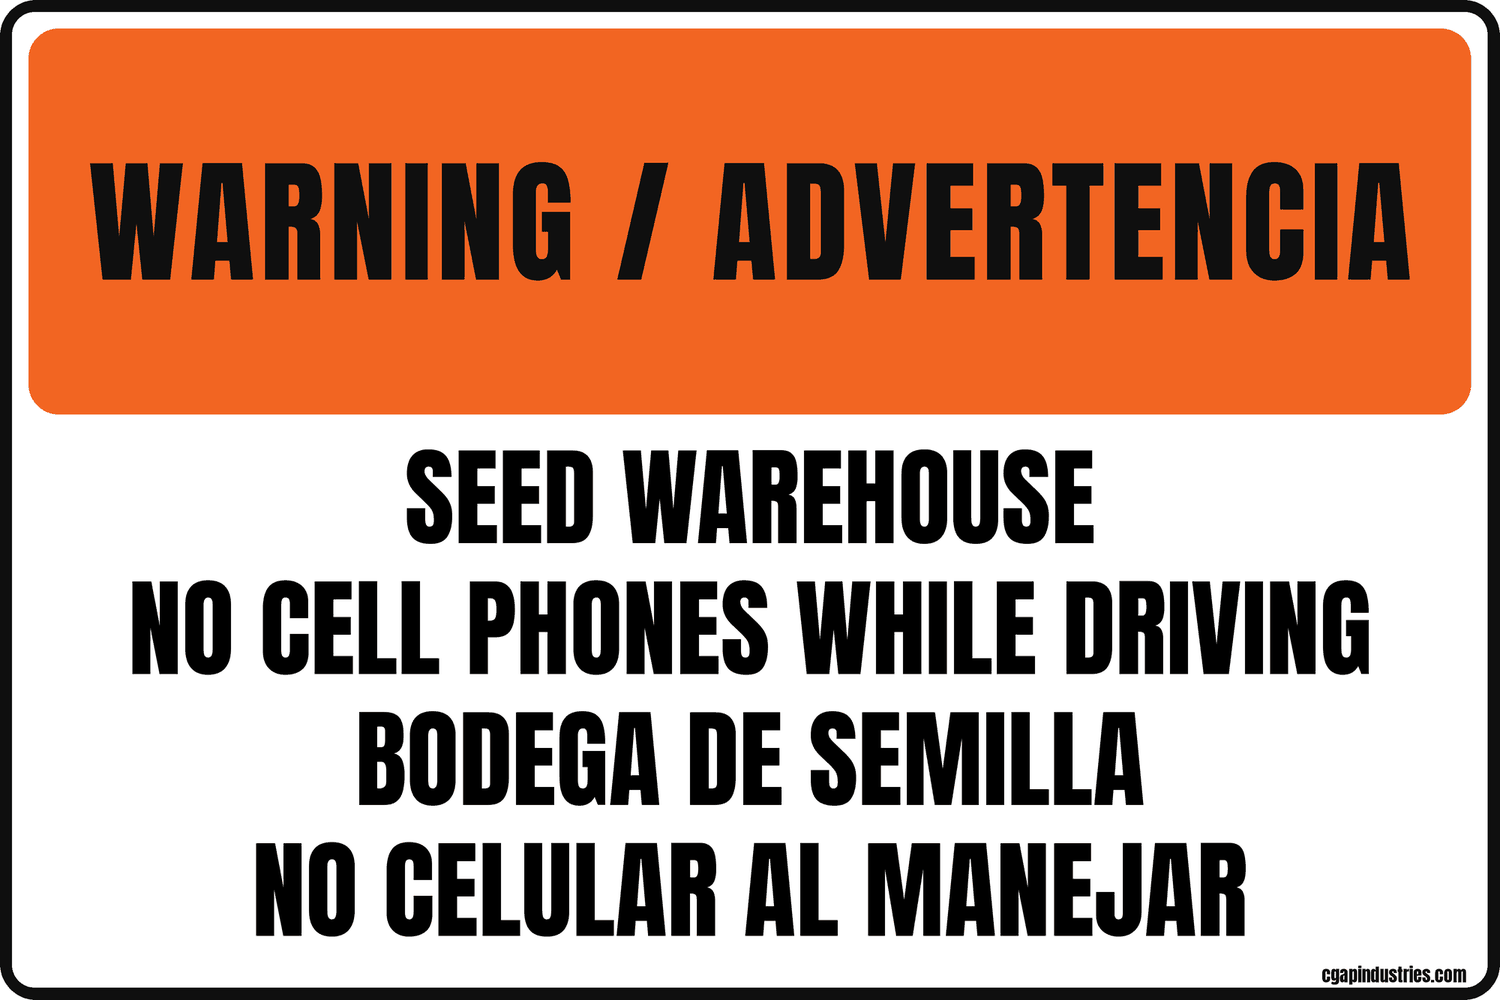 WARNING / ADVERTENCIA
SEED WAREHOUSE
NO CELL PHONES WHILE DRIVING
BODEGA DE SEMILLA
NO CELULAR AL MANEJAR
cgapindustries.com